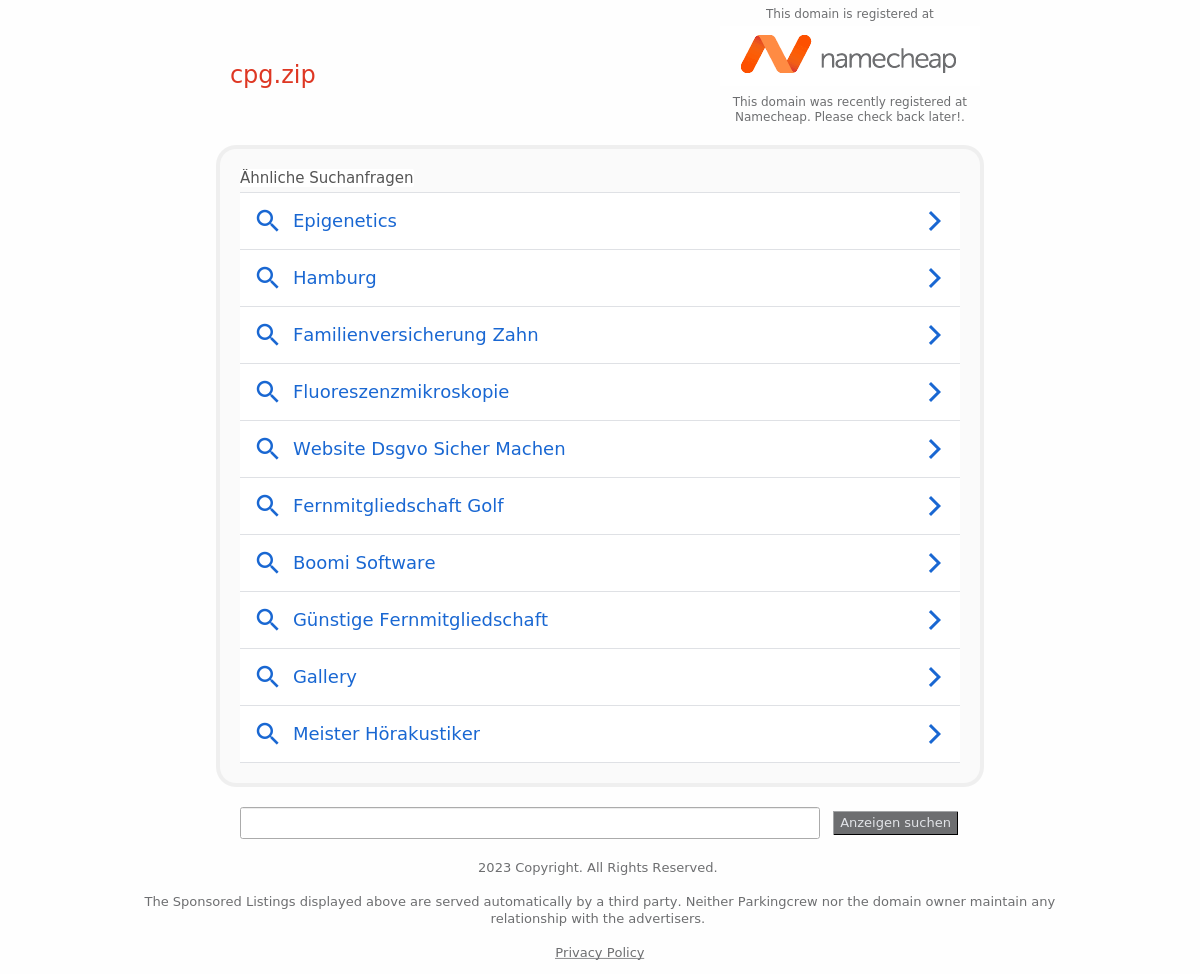 This domain is registered at
namecheap
cpg.zip
This domain was recently registered at
Namecheap. Please check back later!.
Ähnliche Suchanfragen
Epigenetics
Hamburg
Familienversicherung Zahn
Fluoreszenzmikroskopie
Website Dsgvo Sicher Machen
Fernmitgliedschaft Golf
Boomi Software
Günstige Fernmitgliedschaft
Gallery
Meister Hörakustiker
Anzeigen suchen
2023 Copyright. All Rights Reserved.
The Sponsored Listings displayed above are served automatically by a third party. Neither Parkingcrew nor the domain owner maintain any
relationship with the advertisers.
Privacy Policy